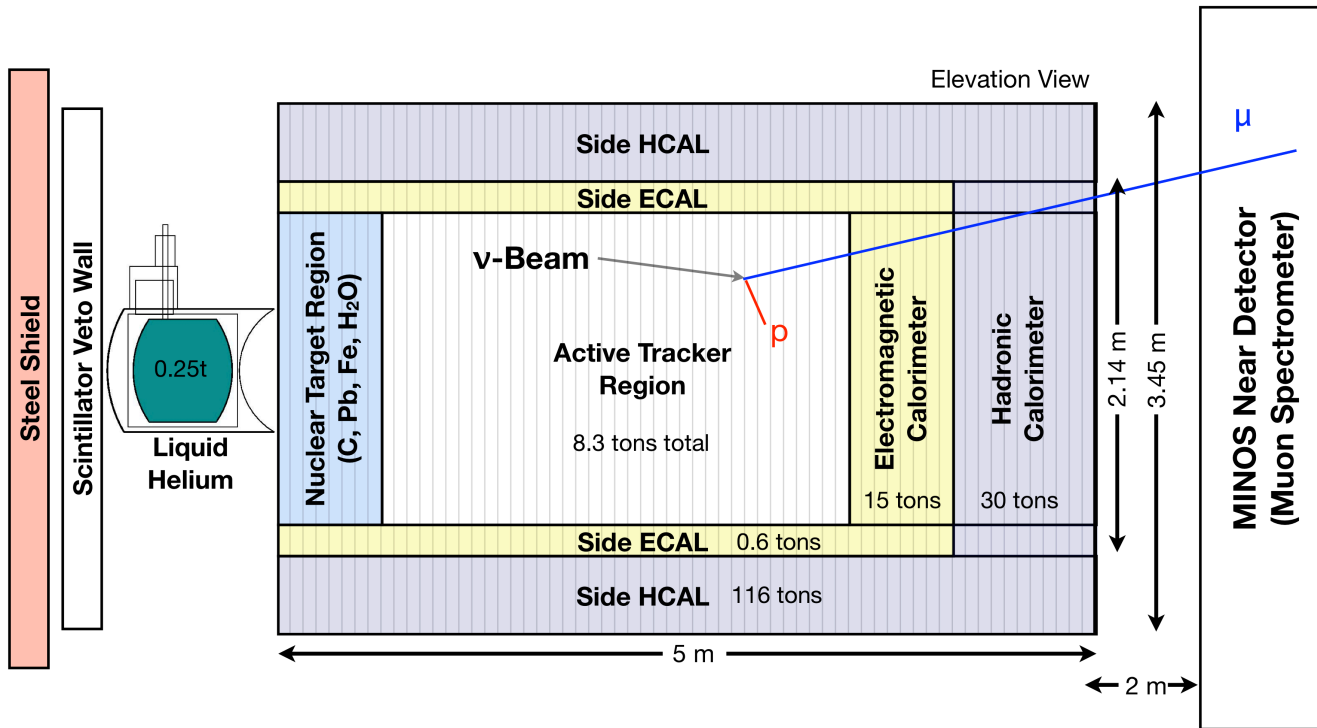 Elevation View
Steel Shield
Scintillator Veto Wall
0.25t
Liquid
Helium
Side HCAL
Side ECAL
Nuclear Target Region
(C, Pb, Fe, H₂O)
ν-Beam
p
μ
Active Tracker
Region
8.3 tons total
Electromagnetic
Calorimeter
15 tons
Hadronic
Calorimeter
30 tons
Side ECAL 0.6 tons
Side HCAL 116 tons
5 m
2.14 m
3.45 m
2 m
MINOS Near Detector
(Muon Spectrometer)